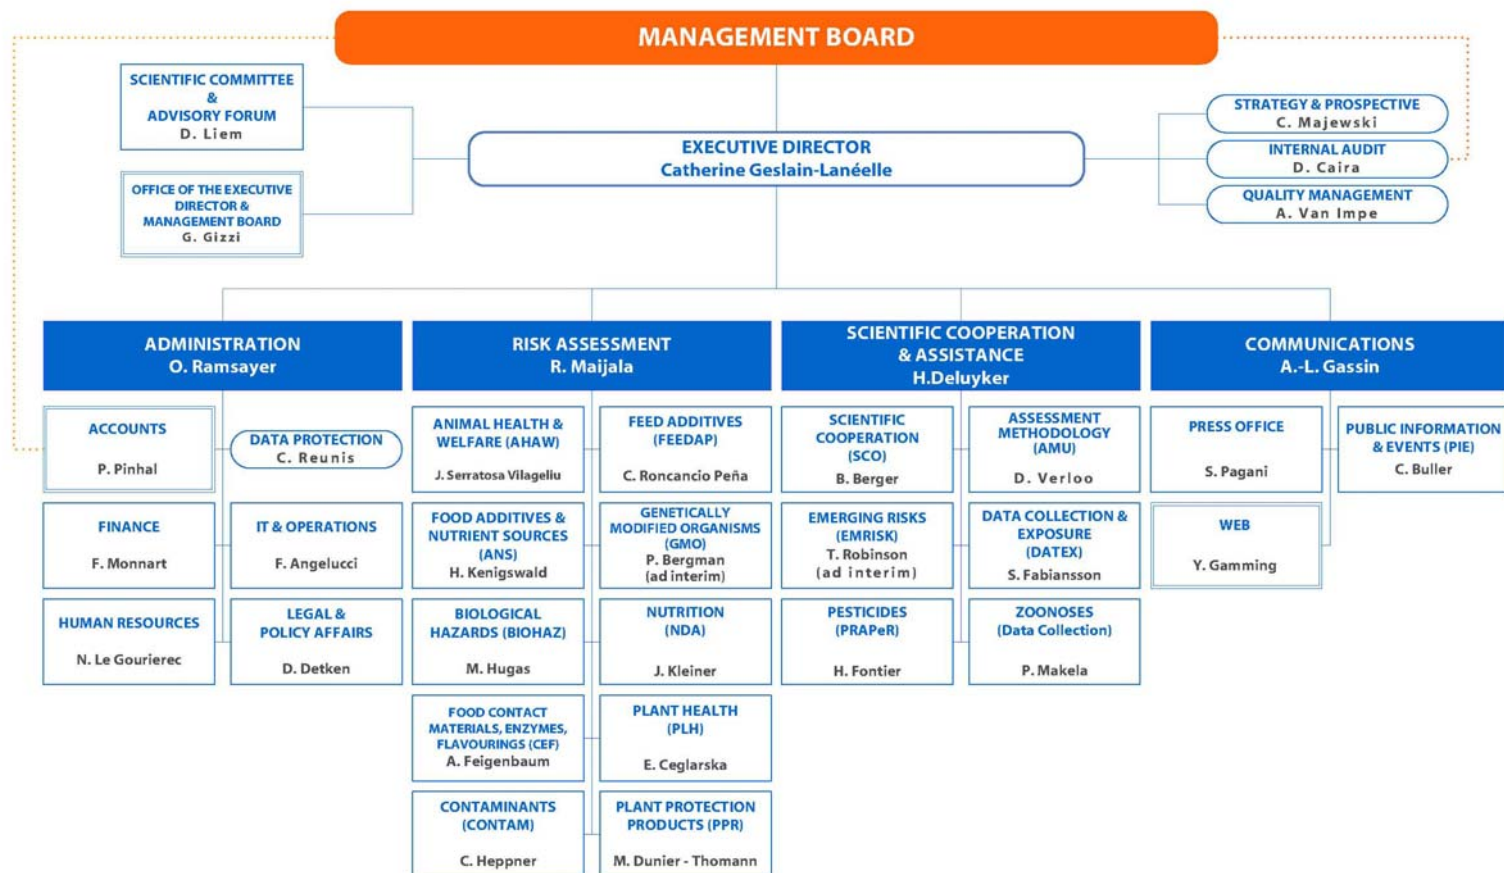 MANAGEMENT BOARD
SCIENTIFIC COMMITTEE
&
ADVISORY FORUM
D. Liem
OFFICE OF THE EXECUTIVE
DIRECTOR &
MANAGEMENT BOARD
G. Gizzi
EXECUTIVE DIRECTOR
Catherine Geslain-Lanéelle
STRATEGY & PROSPECTIVE
C. Majewski
INTERNAL AUDIT
D. Caira
QUALITY MANAGEMENT
A. Van Impe
ADMINISTRATION
O. Ramsayer
ACCOUNTS
P. Pinhal
DATA PROTECTION
C. Reunis
FINANCE
F. Monnart
IT & OPERATIONS
F. Angelucci
HUMAN RESOURCES
N. Le Gourierec
LEGAL &
POLICY AFFAIRS
D. Detken
RISK ASSESSMENT
R. Maijala
ANIMAL HEALTH &
WELFARE (AHAW)
J. Serratosa Vilageliu
FEED ADDITIVES
(FEEDAP)
C. Roncancio Peña
FOOD ADDITIVES &
NUTRIENT SOURCES
(ANS)
H. Kenigswald
GENETICALLY
MODIFIED ORGANISMS
(GMO)
P. Bergman
(ad interim)
BIOLOGICAL
HAZARDS (BIOHAZ)
M. Hugas
NUTRITION
(NDA)
J. Kleiner
FOOD CONTACT
MATERIALS, ENZYMES,
FLAVOURINGS (CEF)
A. Feigenbaum
PLANT HEALTH
(PLH)
E. Ceglarska
CONTAMINANTS
(CONTAM)
C. Heppner
PLANT PROTECTION
PRODUCTS (PPR)
M. Dunier - Thomann
SCIENTIFIC COOPERATION
& ASSISTANCE
H.Deluyker
SCIENTIFIC
COOPERATION
(SCO)
B. Berger
ASSESSMENT
METHODOLOGY
(AMU)
D. Verloo
EMERGING RISKS
(EMRISK)
T. Robinson
(ad interim)
DATA COLLECTION &
EXPOSURE
(DATEX)
S. Fabiansson
PESTICIDES
(PRAPeR)
H. Fontier
ZOONOSES
(Data Collection)
P. Makela
COMMUNICATIONS
A.-L. Gassin
PRESS OFFICE
S. Pagani
PUBLIC INFORMATION
& EVENTS (PIE)
C. Buller
WEB
Y. Gamming